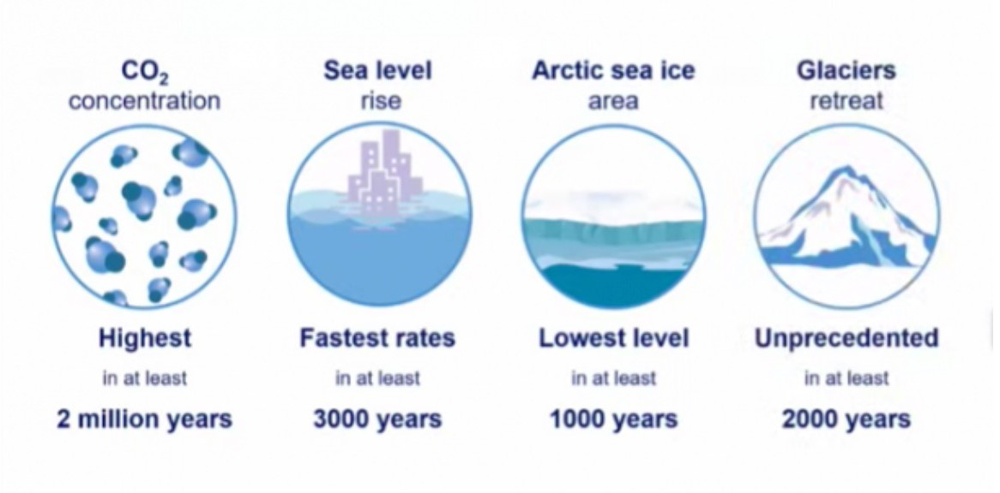 CO₂
concentration
Highest
in at least
2 million years
Sea level
rise
Fastest rates
in at least
3000 years
Arctic sea ice
area
Lowest level
in at least
1000 years
Glaciers
retreat
Unprecedented
in at least
2000 years